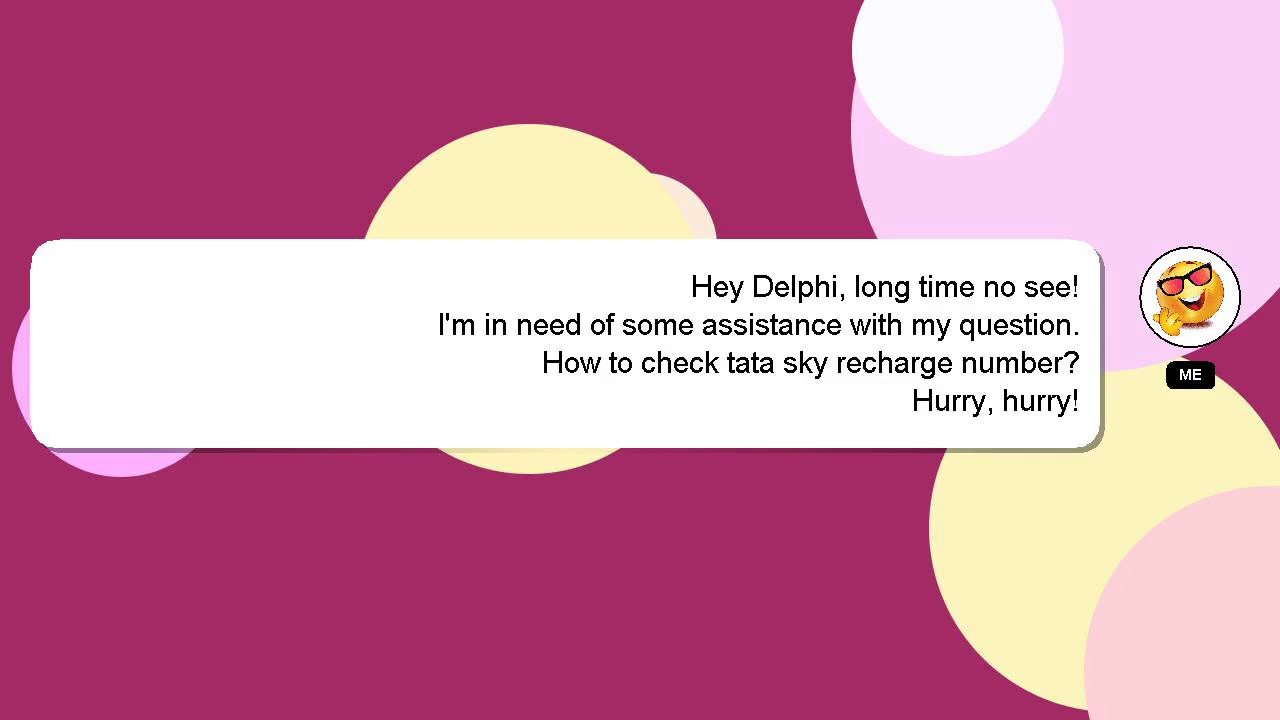 Hey Delphi, long time no see!
I'm in need of some assistance with my question.
How to check tata sky recharge number?
Hurry, hurry!
ME